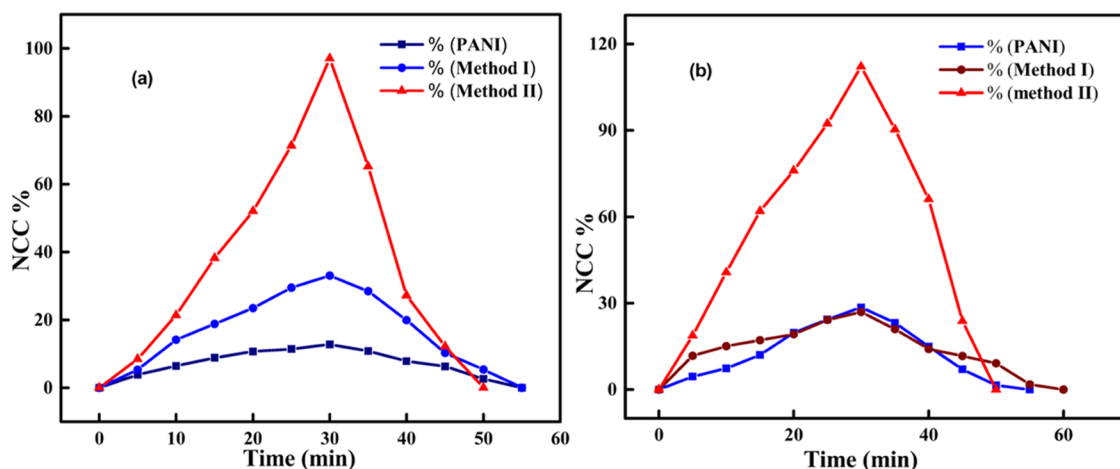 (a)
% (PANI)
% (Method I)
% (Method II)
NCC %
100
80
60
40
20
0
0 10 20 30 40 50 60
Time (min)
(b)
% (PANI)
% (Method I)
% (method II)
NCC %
120
90
60
30
0
0 20 40 60
Time (min)